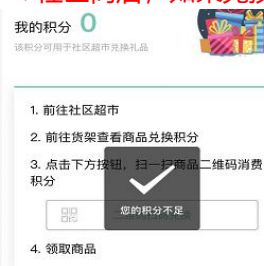 我的积分 0
该积分可用于社区超市兑换礼品
1. 前往社区超市
2. 前往货架查看商品兑换积分
3. 点击下方按钮，扫一扫商品二维码消费
积分
您的积分不足
4. 领取商品